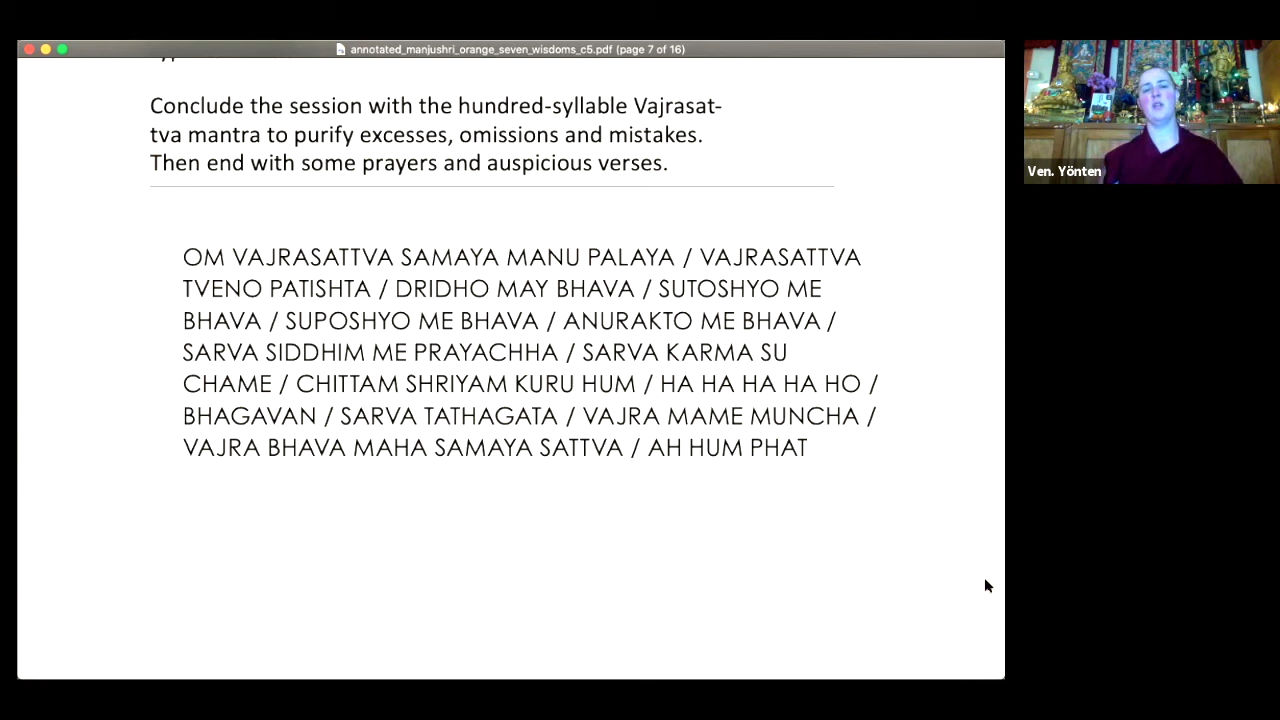 annotated_manjushri_orange_seven_wisdoms_c5.pdf (page 7 of 16)
Conclude the session with the hundred-syllable Vajrasat-
tva mantra to purify excesses, omissions and mistakes.
Then end with some prayers and auspicious verses.
OM VAJRASATTVA SAMAYA MANU PALAYA / VAJRASATTVA
TVENO PATISHTA / DRIDHO MAY BHAVA / SUTOSHYO ME
BHAVA / SUPOSHYO ME BHAVA / ANURAKTO ME BHAVA /
SARVA SIDDHIM ME PRAYACHHA / SARVA KARMA SU
CHAME / CHITTAM SHRIYAM KURU HUM / HA HA HA HA HO /
BHAGAVAN / SARVA TATHAGATA / VAJRA MAME MUNCHA /
VAJRA BHAVA MAHA SAMAYA SATTVA / AH HUM PHAT
Ven. Yönten